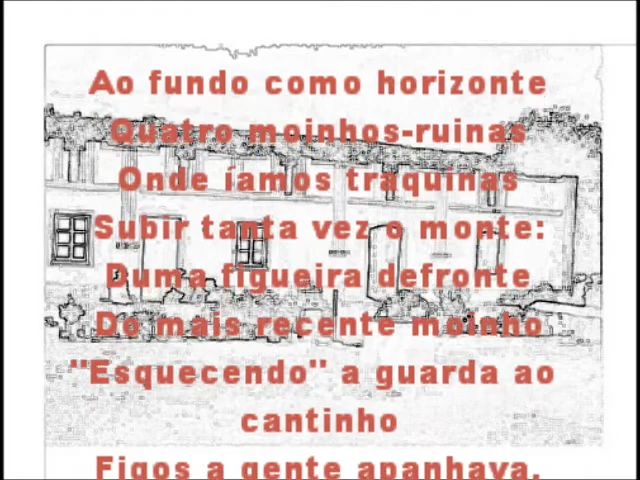 Ao fundo como horizonte
Quatro moinhos-ruinas
Onde íamos traquinas
Subir tanta vez o monte:
Duma figueira defronte
Do mais recente moinho
"Esquecendo" a guarda ao
cantinho
Figos a gente apanhava.